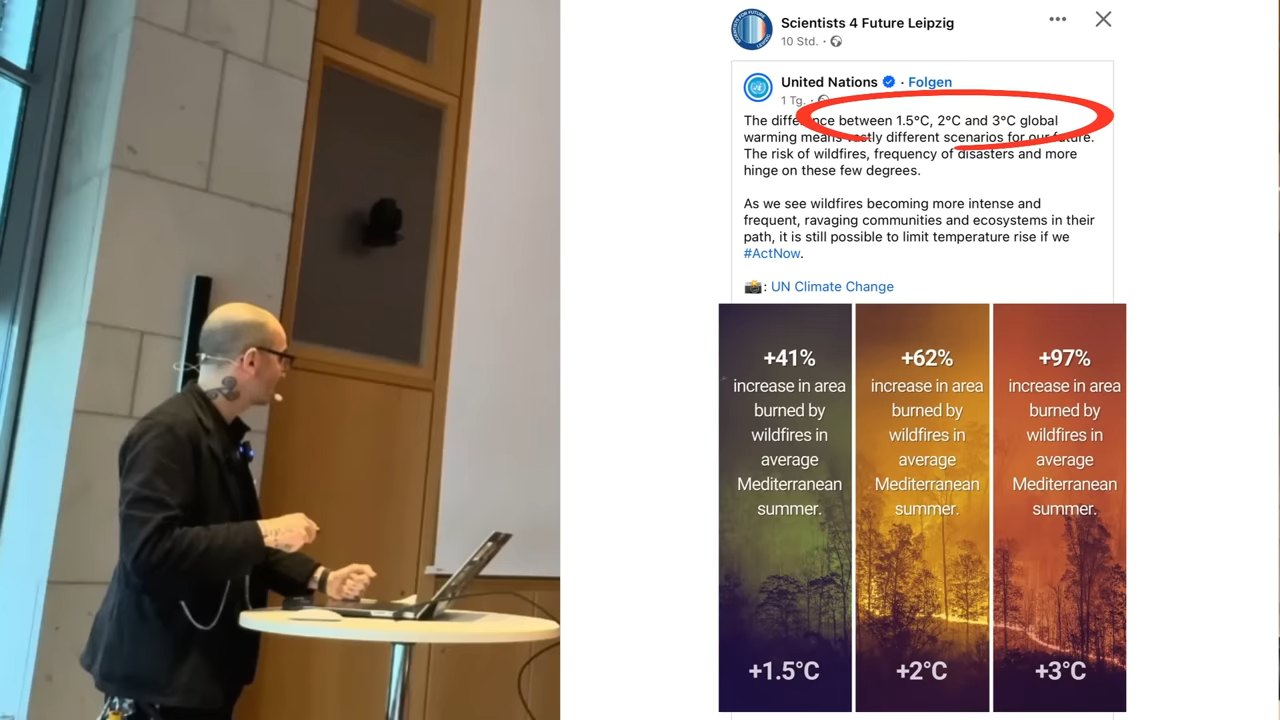 Scientists 4 Future Leipzig
10 Std. ·
United Nations · Folgen
1 Tg. ·
The difference between 1.5°C, 2°C and 3°C global
warming means vastly different scenarios for our future.
The risk of wildfires, frequency of disasters and more
hinge on these few degrees.
As we see wildfires becoming more intense and
frequent, ravaging communities and ecosystems in their
path, it is still possible to limit temperature rise if we
#ActNow.
📸: UN Climate Change
+41%
increase in area
burned by
wildfires in
average
Mediterranean
summer.
+1.5°C
+62%
increase in area
burned by
wildfires in
average
Mediterranean
summer.
+2°C
+97%
increase in area
burned by
wildfires in
average
Mediterranean
summer.
+3°C